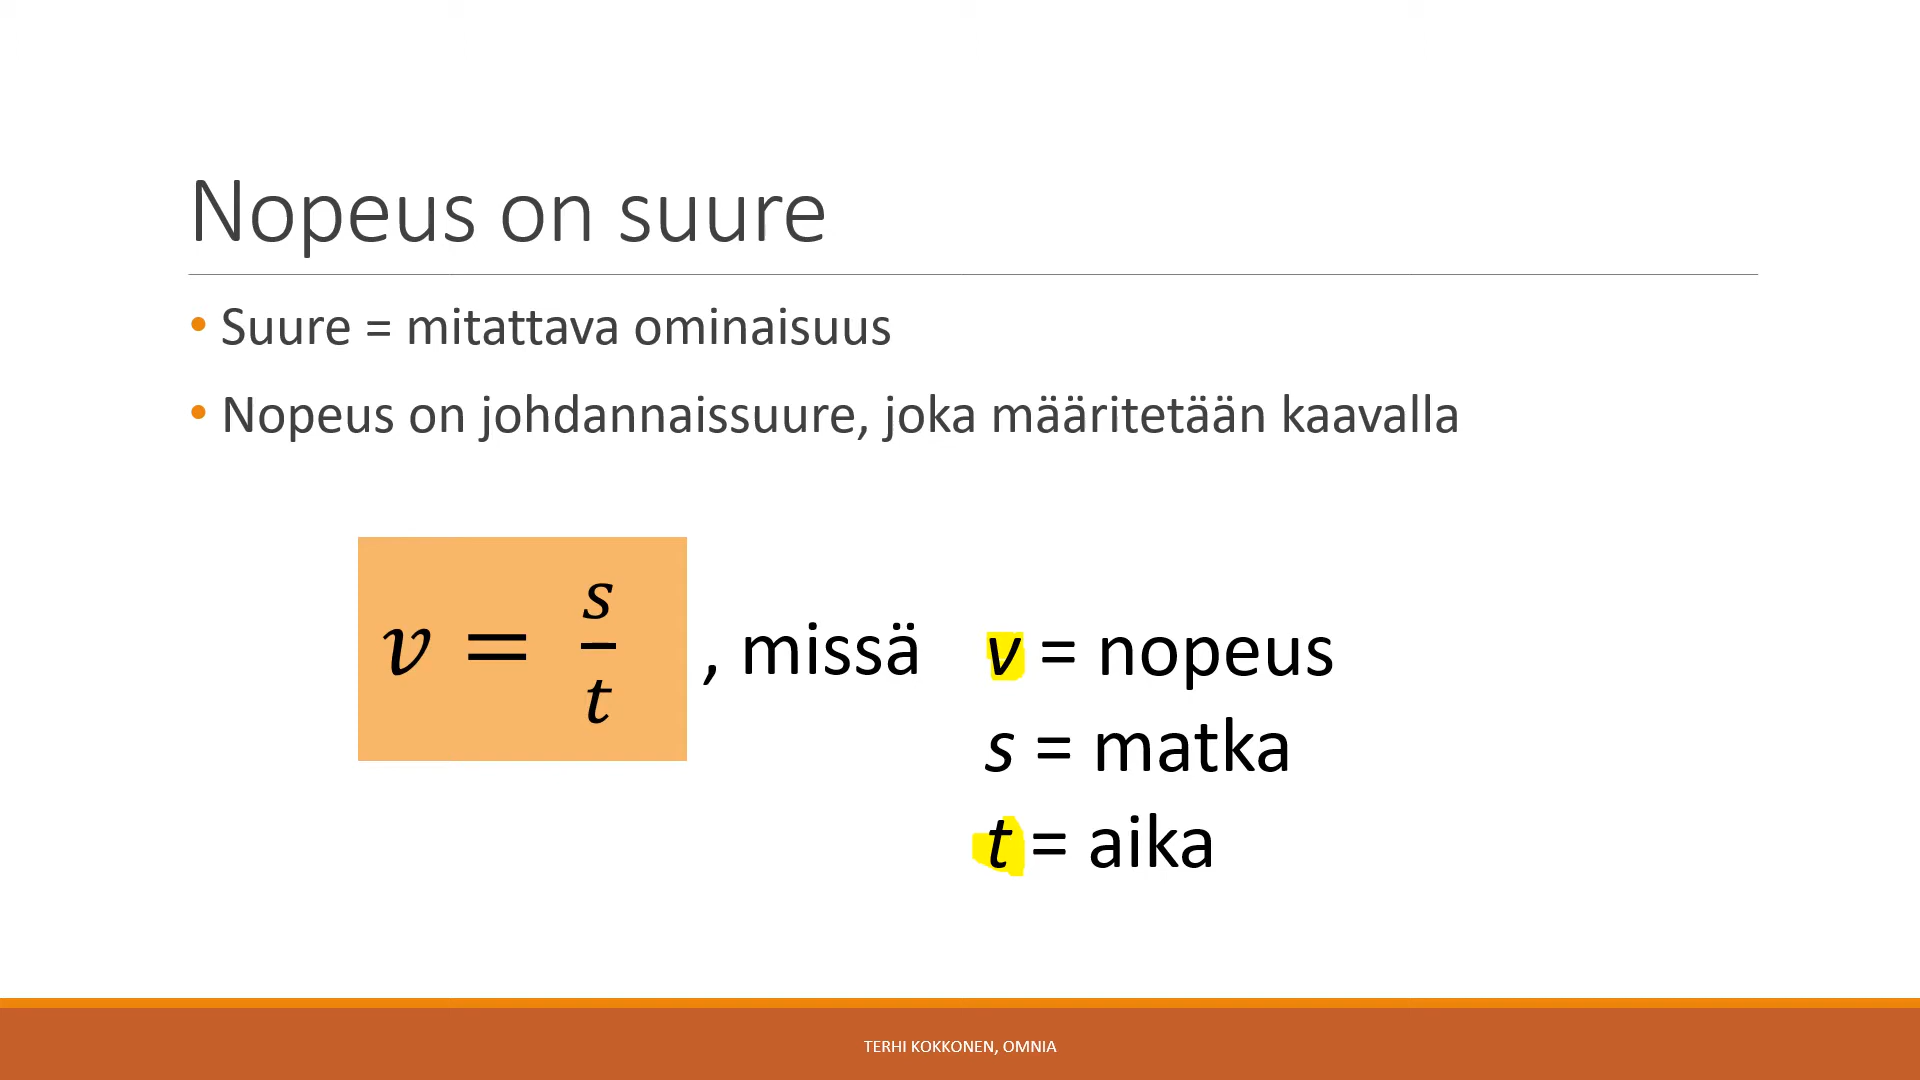 Nopeus on suure
• Suure = mitattava ominaisuus
• Nopeus on johdannaissuure, joka määritetään kaavalla
v = s/t , missä v = nopeus
s = matka
t = aika
TERHI KOKKONEN, OMNIA